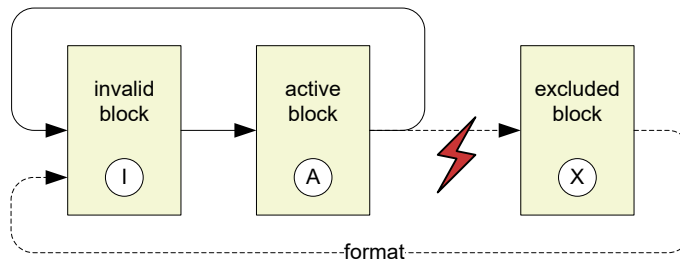 invalid
block
I
active
block
A
excluded
block
X
format